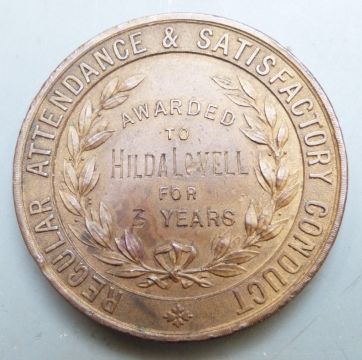 REGULAR ATTENDANCE & SATISFACTORY CONDUCT
AWARDED
TO
HILDA LOVELL
FOR
3 YEARS